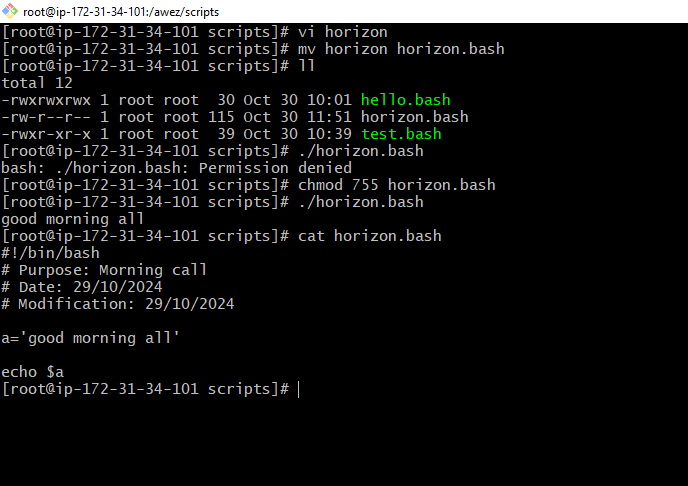 root@ip-172-31-34-101:/awez/scripts
[root@ip-172-31-34-101 scripts]# vi horizon
[root@ip-172-31-34-101 scripts]# mv horizon horizon.bash
[root@ip-172-31-34-101 scripts]# ll
total 12
-rwxrwxrwx 1 root root  30 Oct 30 10:01 hello.bash
-rw-r--r-- 1 root root 115 Oct 30 11:51 horizon.bash
-rwxr-xr-x 1 root root  39 Oct 30 10:39 test.bash
[root@ip-172-31-34-101 scripts]# ./horizon.bash
bash: ./horizon.bash: Permission denied
[root@ip-172-31-34-101 scripts]# chmod 755 horizon.bash
[root@ip-172-31-34-101 scripts]# ./horizon.bash
good morning all
[root@ip-172-31-34-101 scripts]# cat horizon.bash
#!/bin/bash
# Purpose: Morning call
# Date: 29/10/2024
# Modification: 29/10/2024

a='good morning all'

echo $a
[root@ip-172-31-34-101 scripts]#